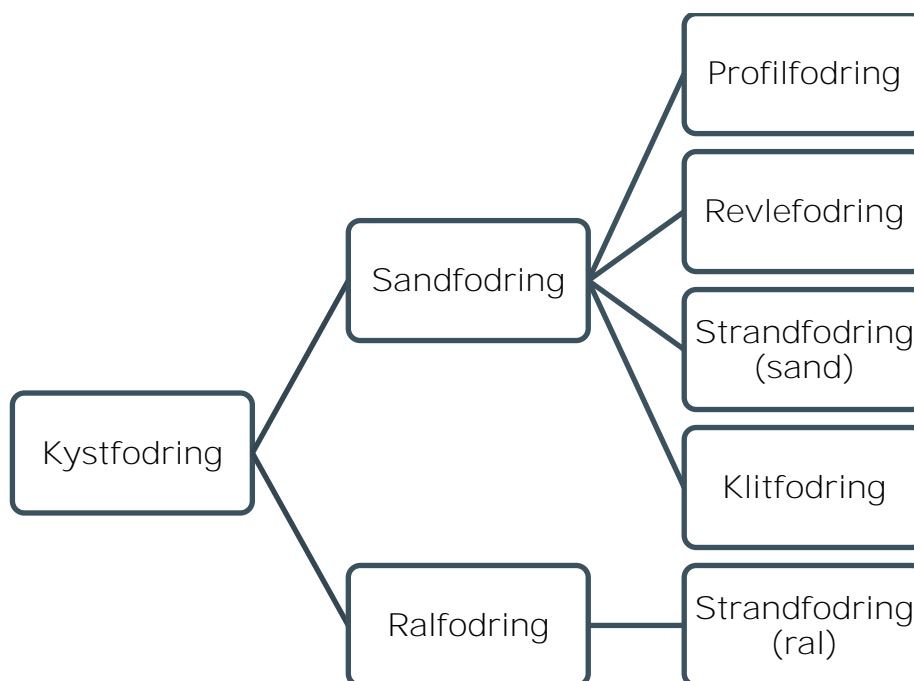 Profilfodring
Revlefodring
Sandfodring
Strandfodring
(sand)
Kystfodring
Klitfodring
Ralfodring
Strandfodring
(ral)